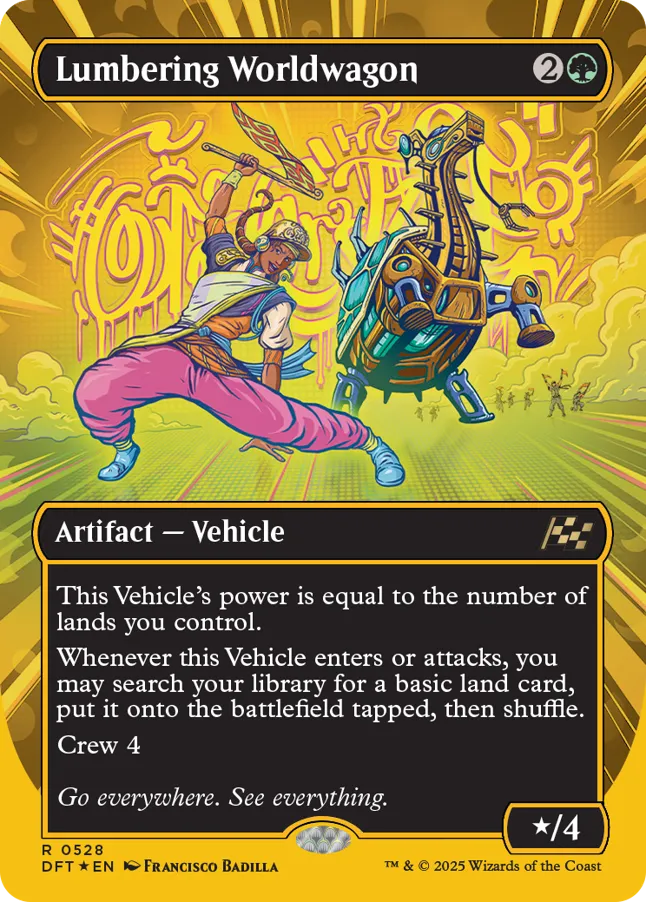 Lumbering Worldwagon 2
Artifact — Vehicle
This Vehicle's power is equal to the number of
lands you control.
Whenever this Vehicle enters or attacks, you
may search your library for a basic land card,
put it onto the battlefield tapped, then shuffle.
Crew 4
Go everywhere. See everything.
★/4
R 0528
DFT★EN Francisco Badilla
™ & © 2025 Wizards of the Coast